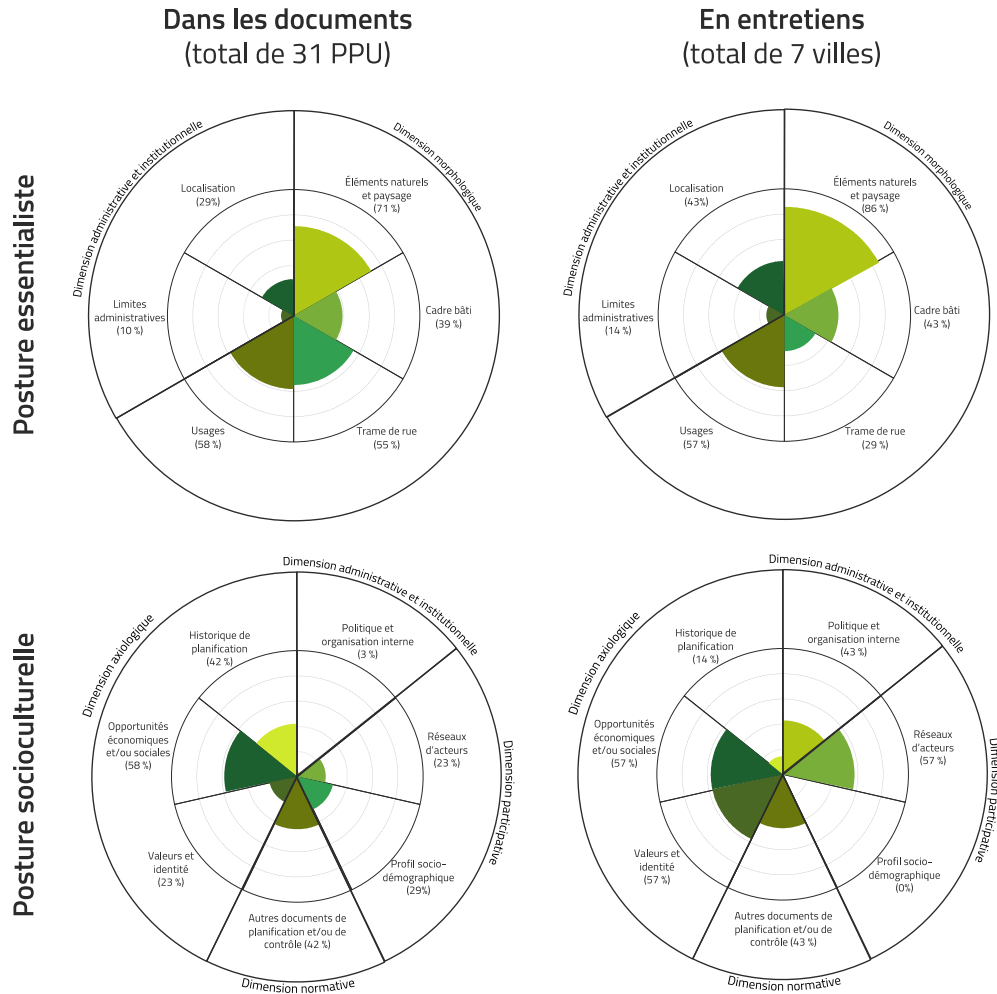 Dans les documents
(total de 31 PPU)
En entretiens
(total de 7 villes)
Posture essentialiste
Dimension administrative et institutionnelle
Dimension morphologique
Localisation
(29%)
Éléments naturels
et paysage
(71 %)
Limites
administratives
(10 %)
Cadre bâti
(39 %)
Usages
(58 %)
Trame de rue
(55 %)
Dimension administrative et institutionnelle
Dimension morphologique
Localisation
(43%)
Éléments naturels
et paysage
(86 %)
Limites
administratives
(14 %)
Cadre bâti
(43 %)
Usages
(57 %)
Trame de rue
(29 %)
Posture socioculturelle
Dimension axiologique
Dimension administrative et institutionnelle
Historique de
planification
(42 %)
Politique et
organisation interne
(3 %)
Opportunités
économiques
et/ou sociales
(58 %)
Réseaux
d'acteurs
(23 %)
Dimension participative
Valeurs et
identité
(23 %)
Profil socio-
démographique
(29%)
Autres documents de
planification et/ou de
contrôle (42 %)
Dimension normative
Dimension axiologique
Dimension administrative et institutionnelle
Historique de
planification
(14 %)
Politique et
organisation interne
(43 %)
Opportunités
économiques
et/ou sociales
(57 %)
Réseaux
d'acteurs
(57 %)
Dimension participative
Valeurs et
identité
(57 %)
Profil socio-
démographique
(0%)
Autres documents de
planification et/ou de
contrôle (43 %)
Dimension normative